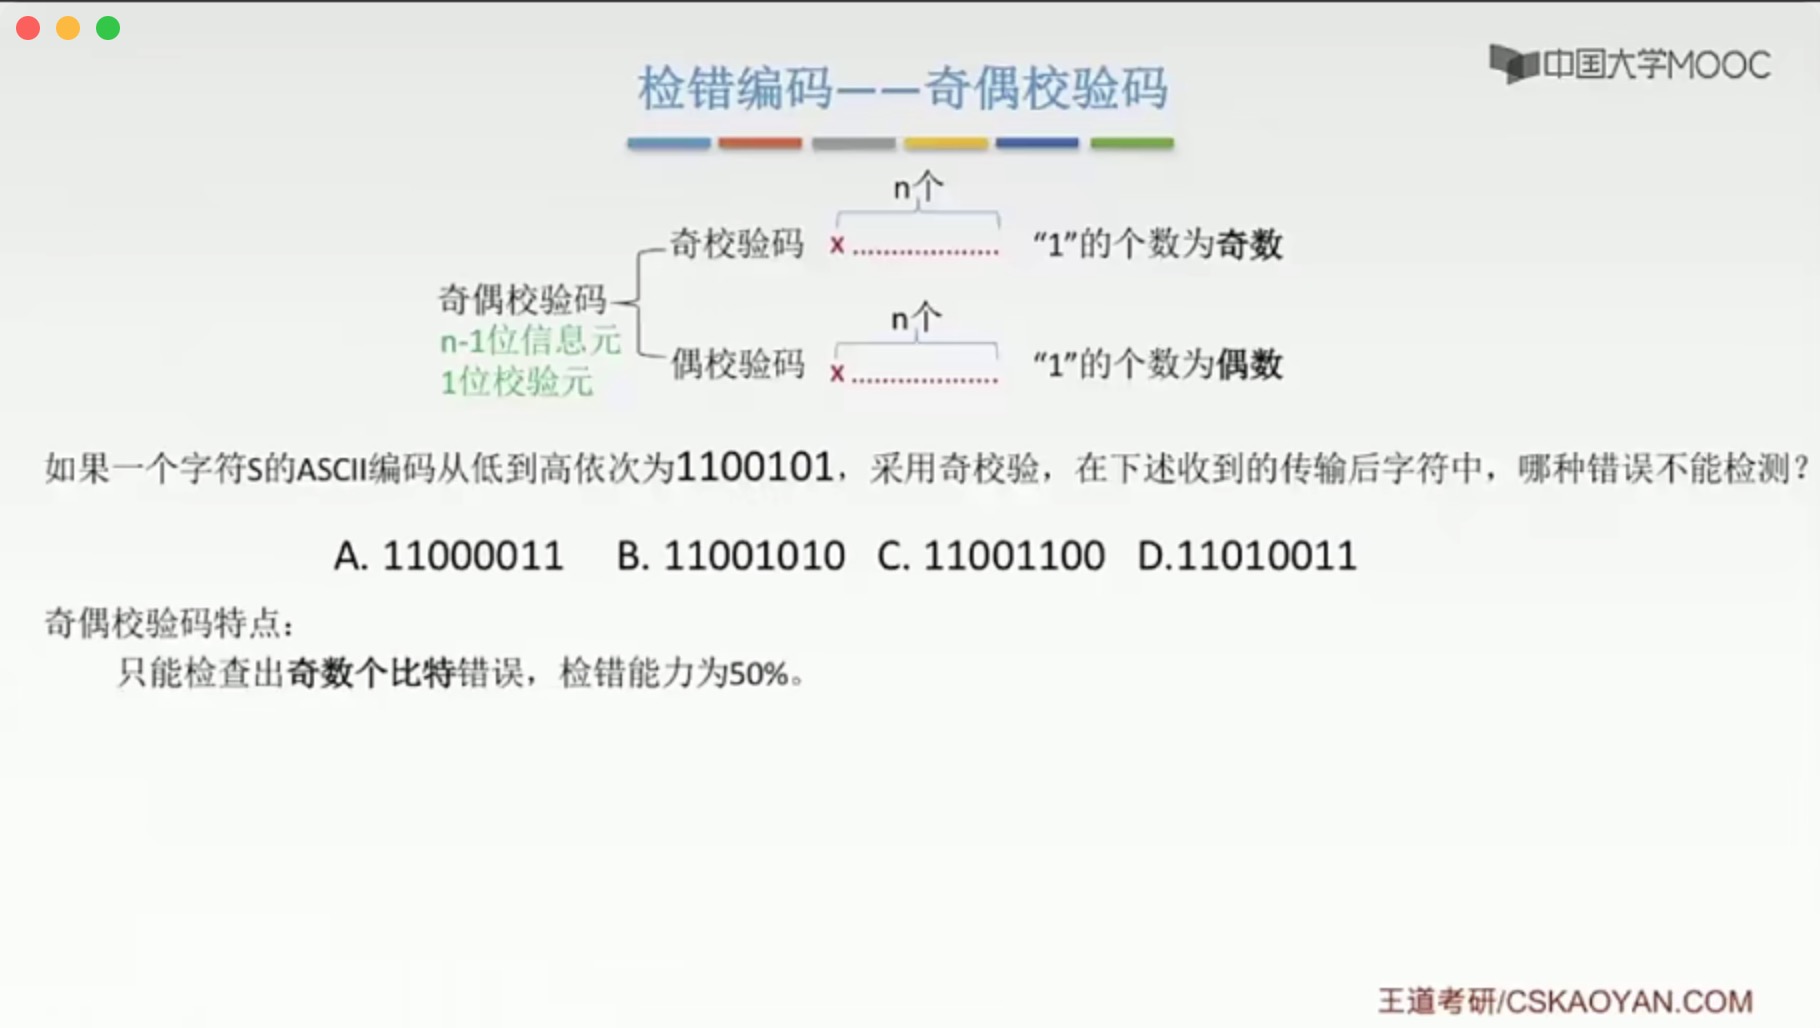 中国大学MOOC
检错编码——奇偶校验码
n个
奇校验码 x ................... “1”的个数为奇数
奇偶校验码
n-1位信息元
1位校验元
n个
偶校验码 x ................... “1”的个数为偶数
如果一个字符S的ASCII编码从低到高依次为1100101，采用奇校验，在下述收到的传输后字符中，哪种错误不能检测？
A. 11000011 B. 11001010 C. 11001100 D.11010011
奇偶校验码特点：
只能检查出奇数个比特错误，检错能力为50%。
王道考研/CSKAOYAN.COM